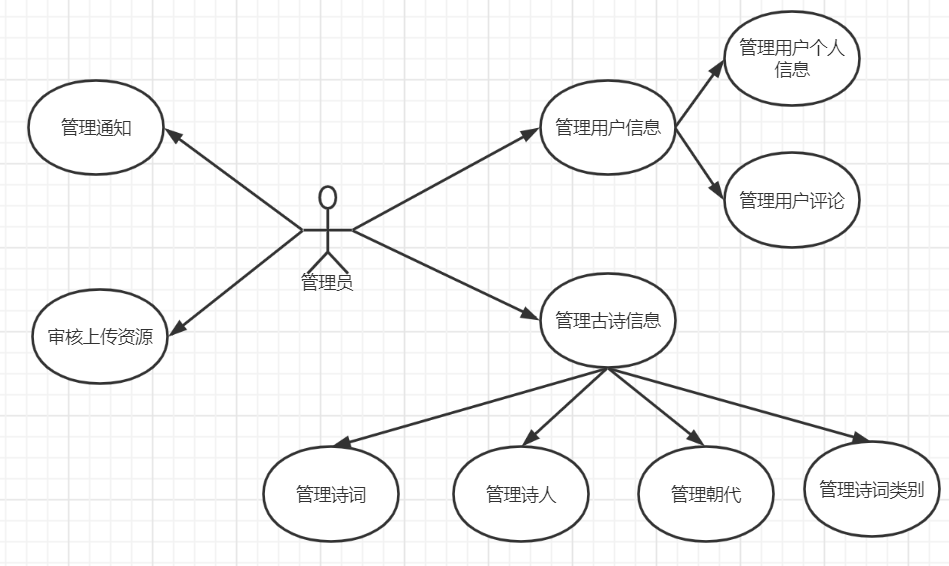 管理用户个人
信息
管理通知
管理用户信息
管理用户评论
管理员
管理古诗信息
审核上传资源
管理诗词
管理诗人
管理朝代
管理诗词类别